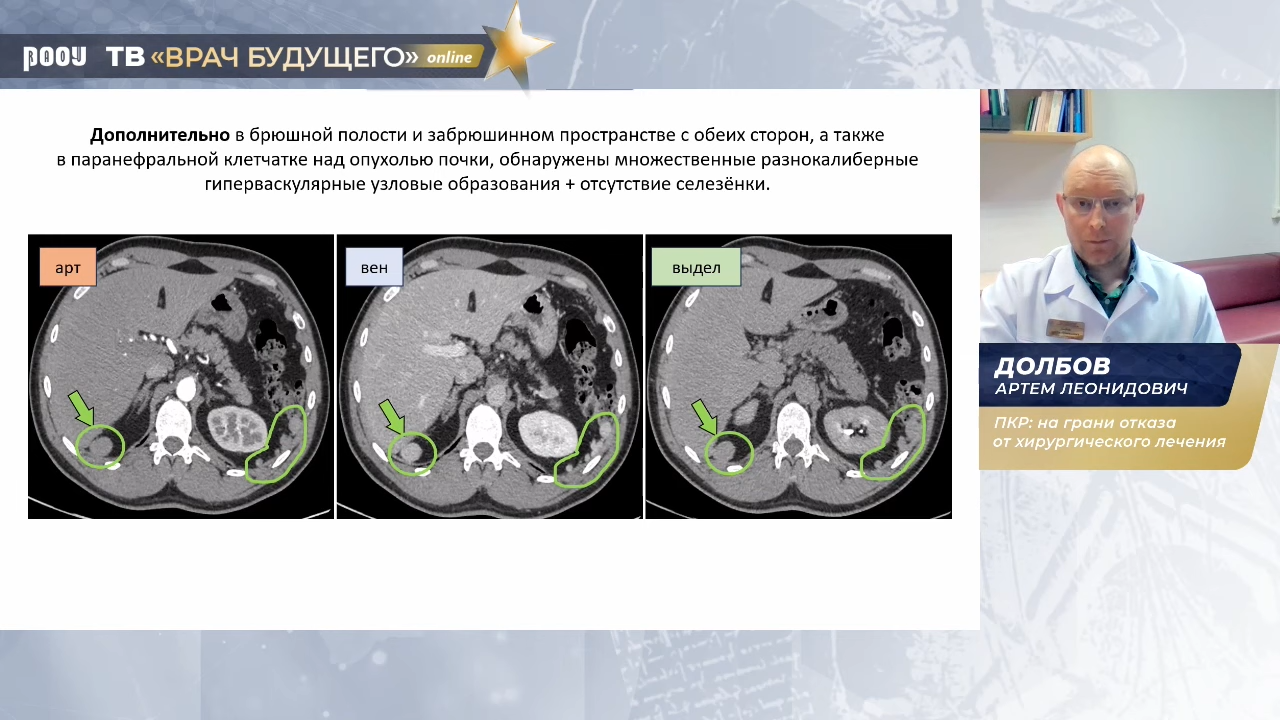 РООУ ТВ «ВРАЧ БУДУЩЕГО» online
Дополнительно в брюшной полости и забрюшинном пространстве с обеих сторон, а также
в паранефральной клетчатке над опухолью почки, обнаружены множественные разнокалиберные
гиперваскулярные узловые образования + отсутствие селезёнки.
арт
вен
выдел
ДОЛБОВ
АРТЕМ ЛЕОНИДОВИЧ
ПКР: на грани отказа
от хирургического лечения